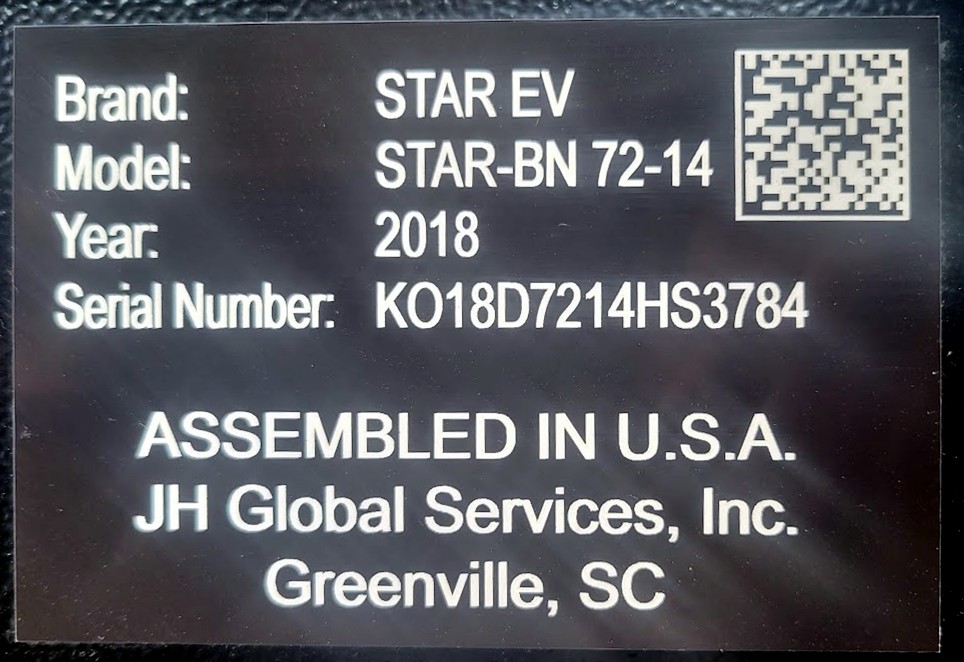 Brand: STAR EV
Model: STAR-BN 72-14
Year: 2018
Serial Number: KO18D7214HS3784
ASSEMBLED IN U.S.A.
JH Global Services, Inc.
Greenville, SC